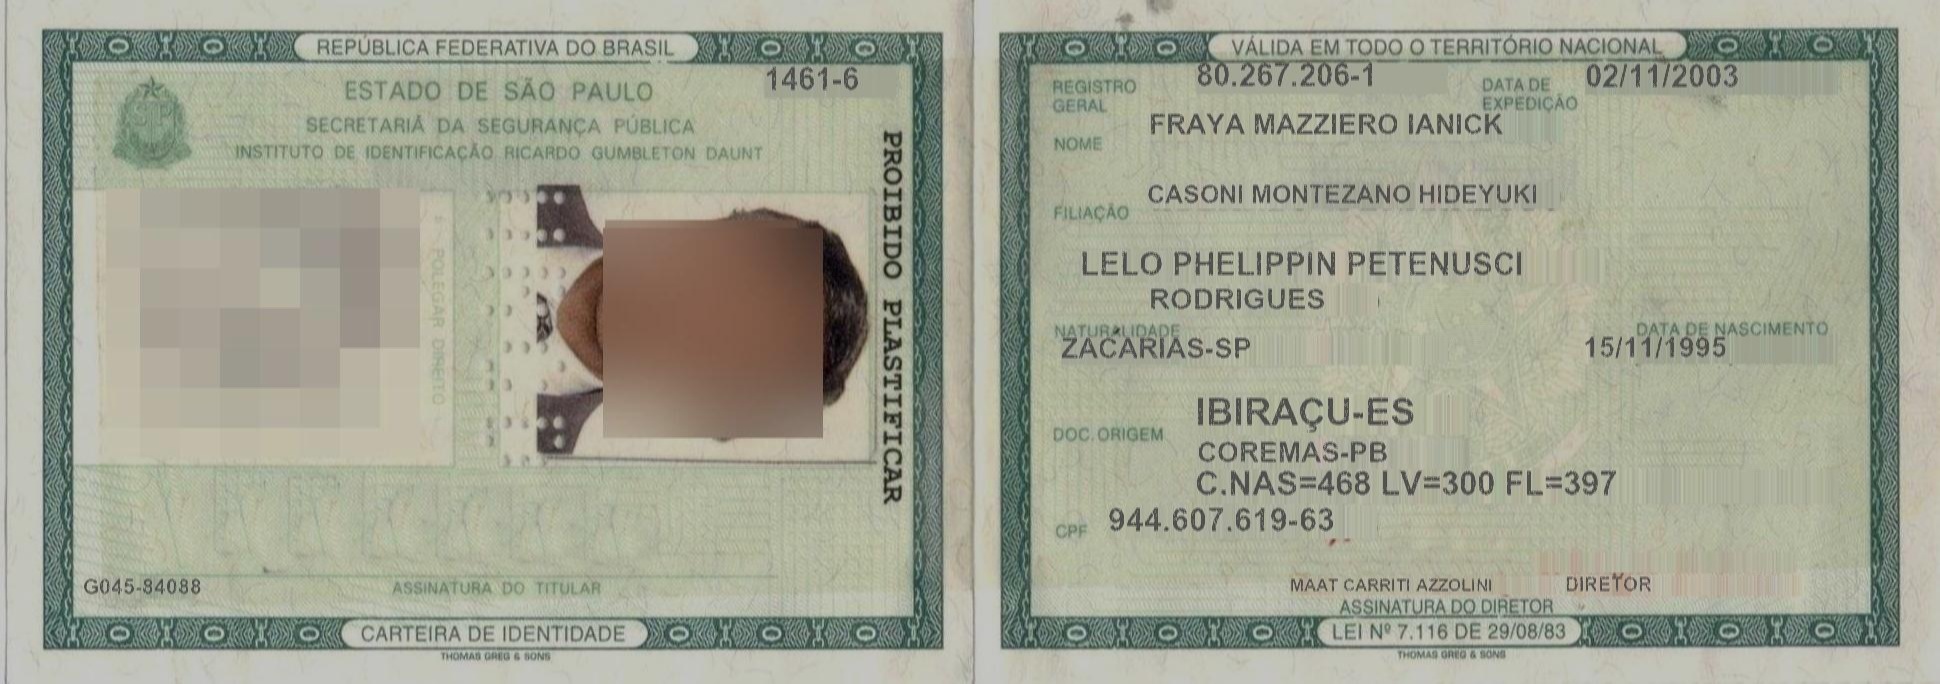 REPÚBLICA FEDERATIVA DO BRASIL
1461-6
ESTADO DE SÃO PAULO
SECRETARIA DA SEGURANÇA PÚBLICA
INSTITUTO DE IDENTIFICAÇÃO RICARDO GUMBLETON DAUNT
SP
POLEGAR DIREITO
PROIBIDO PLASTIFICAR
G045-84088
ASSINATURA DO TITULAR
CARTEIRA DE IDENTIDADE
THOMAS GREG & SONS
VÁLIDA EM TODO O TERRITÓRIO NACIONAL
REGISTRO GERAL 80.267.206-1 DATA DE EXPEDIÇÃO 02/11/2003
NOME FRAYA MAZZIERO IANICK
FILIAÇÃO CASONI MONTEZANO HIDEYUKI
LELO PHELIPPIN PETENUSCI
RODRIGUES
NATURALIDADE DATA DE NASCIMENTO
ZACARIAS-SP 15/11/1995
IBIRAÇU-ES
DOC. ORIGEM
COREMAS-PB
C.NAS=468 LV=300 FL=397
CPF 944.607.619-63
MAAT CARRITI AZZOLINI DIRETOR
ASSINATURA DO DIRETOR
LEI Nº 7.116 DE 29/08/83
THOMAS GREG & SONS